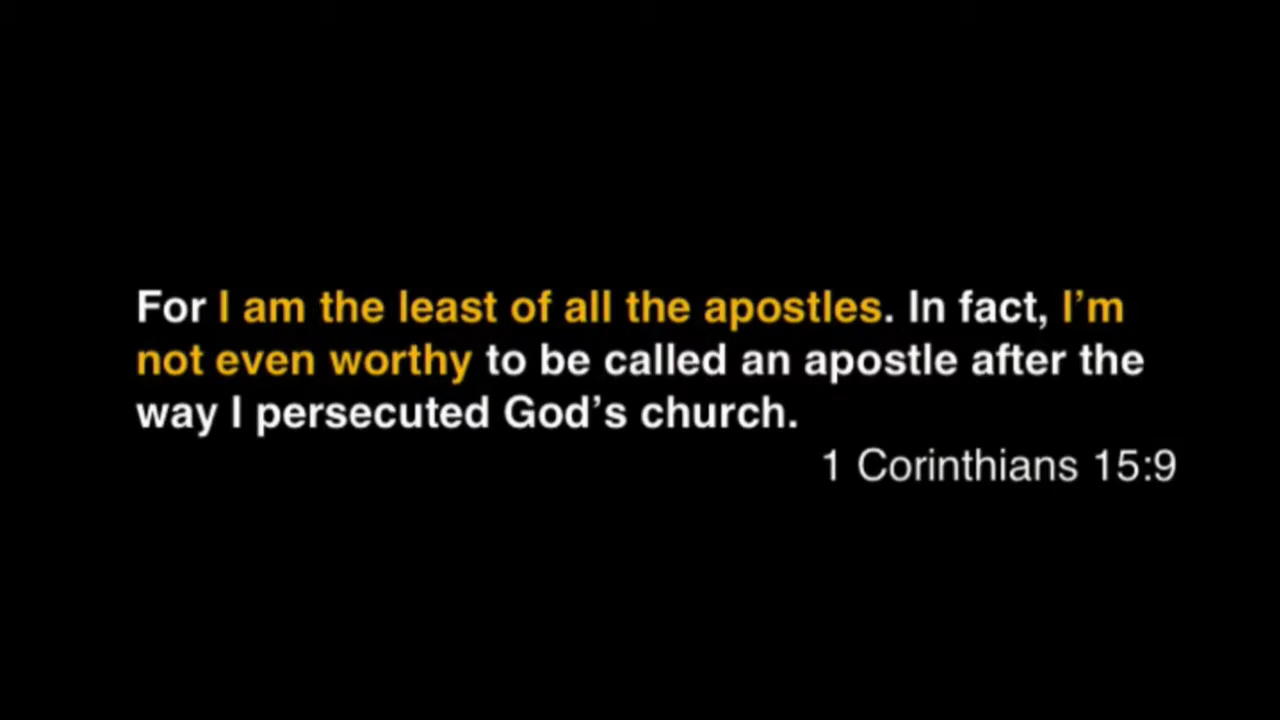 For I am the least of all the apostles. In fact, I’m
not even worthy to be called an apostle after the
way I persecuted God’s church.
1 Corinthians 15:9